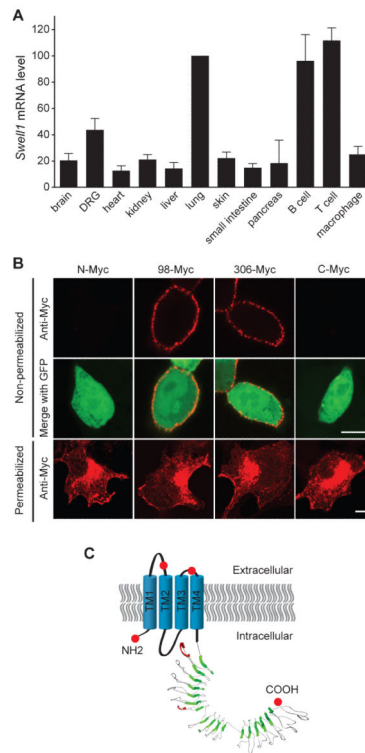 A
Swell1 mRNA level
120
100
80
60
40
20
0
brain
DRG
heart
kidney
liver
lung
skin
small intestine
pancreas
B cell
T cell
macrophage
B
N-Myc 98-Myc 306-Myc C-Myc
Non-permeabilized
Anti-Myc
Merge with GFP
Permeabilized
Anti-Myc
C
Extracellular
TM1 TM2 TM3 TM4
Intracellular
NH2
COOH